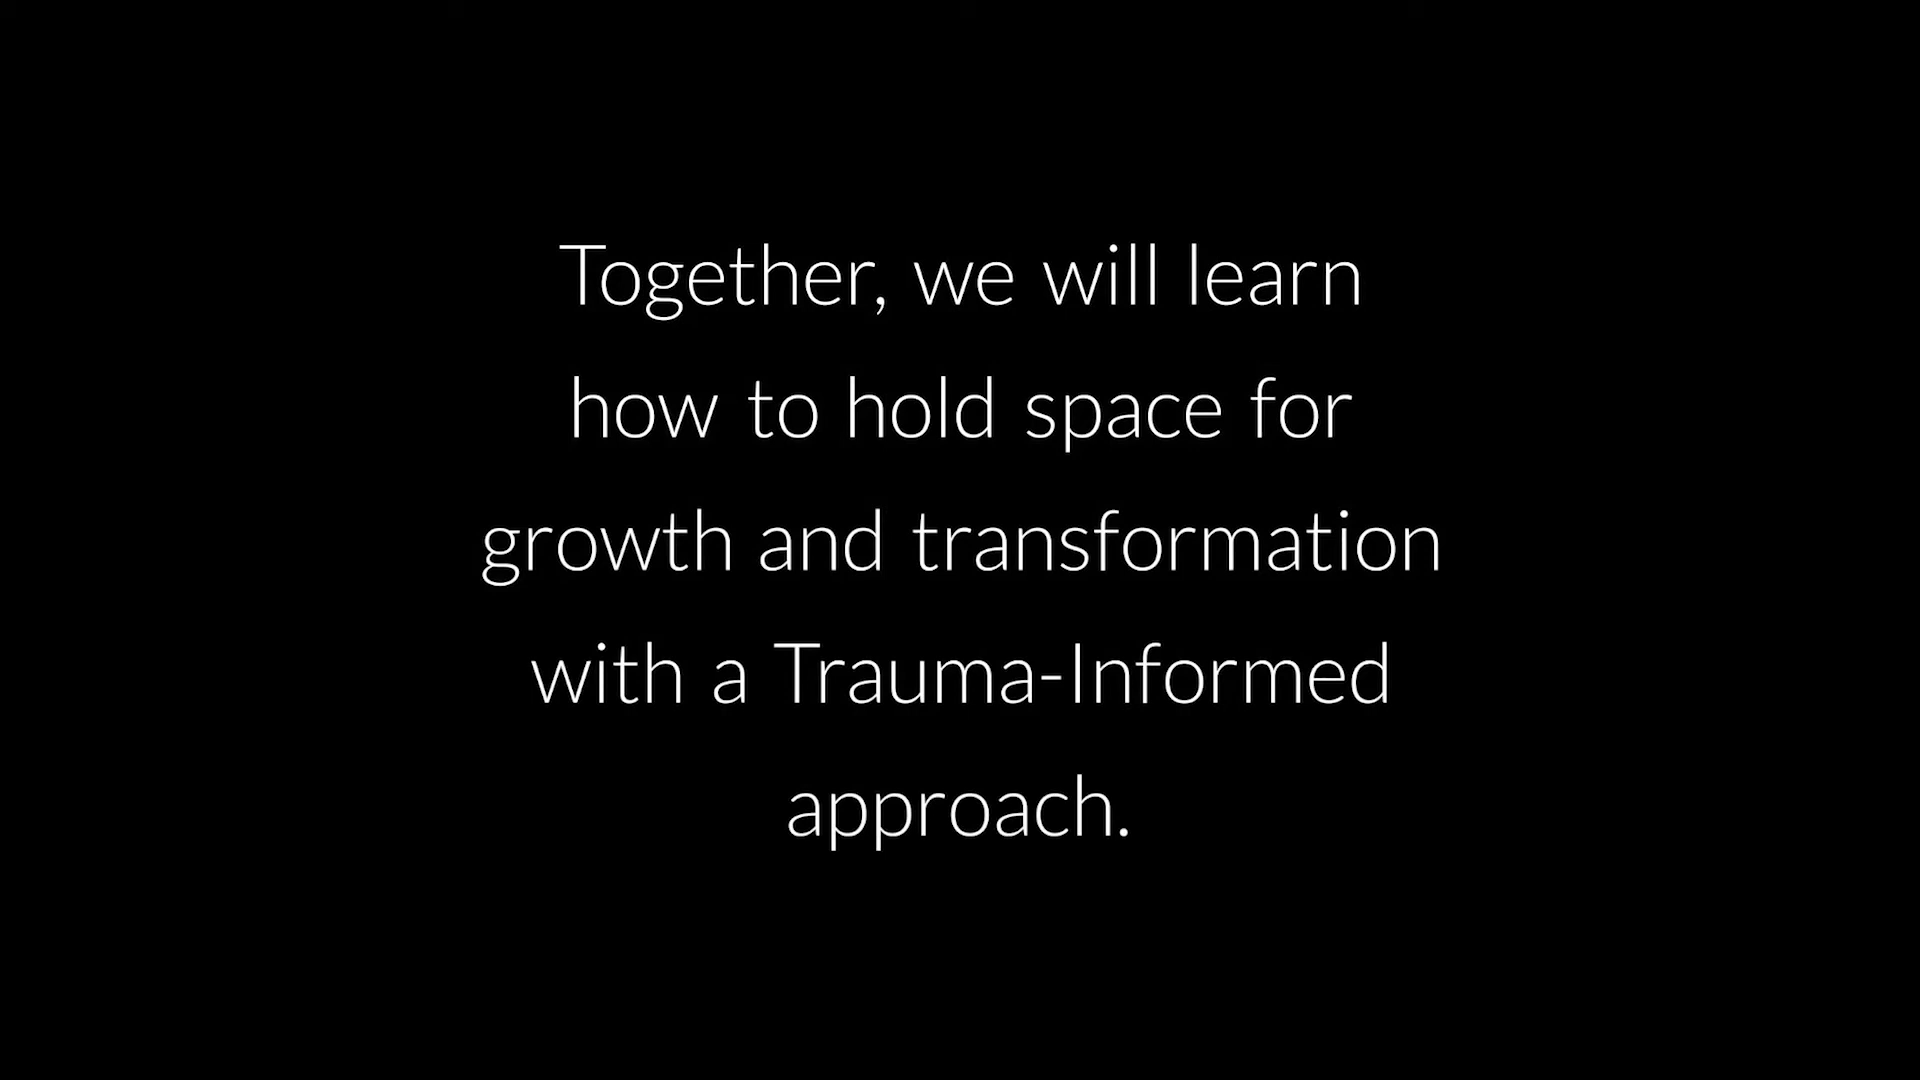 Together, we will learn
how to hold space for
growth and transformation
with a Trauma-Informed
approach.